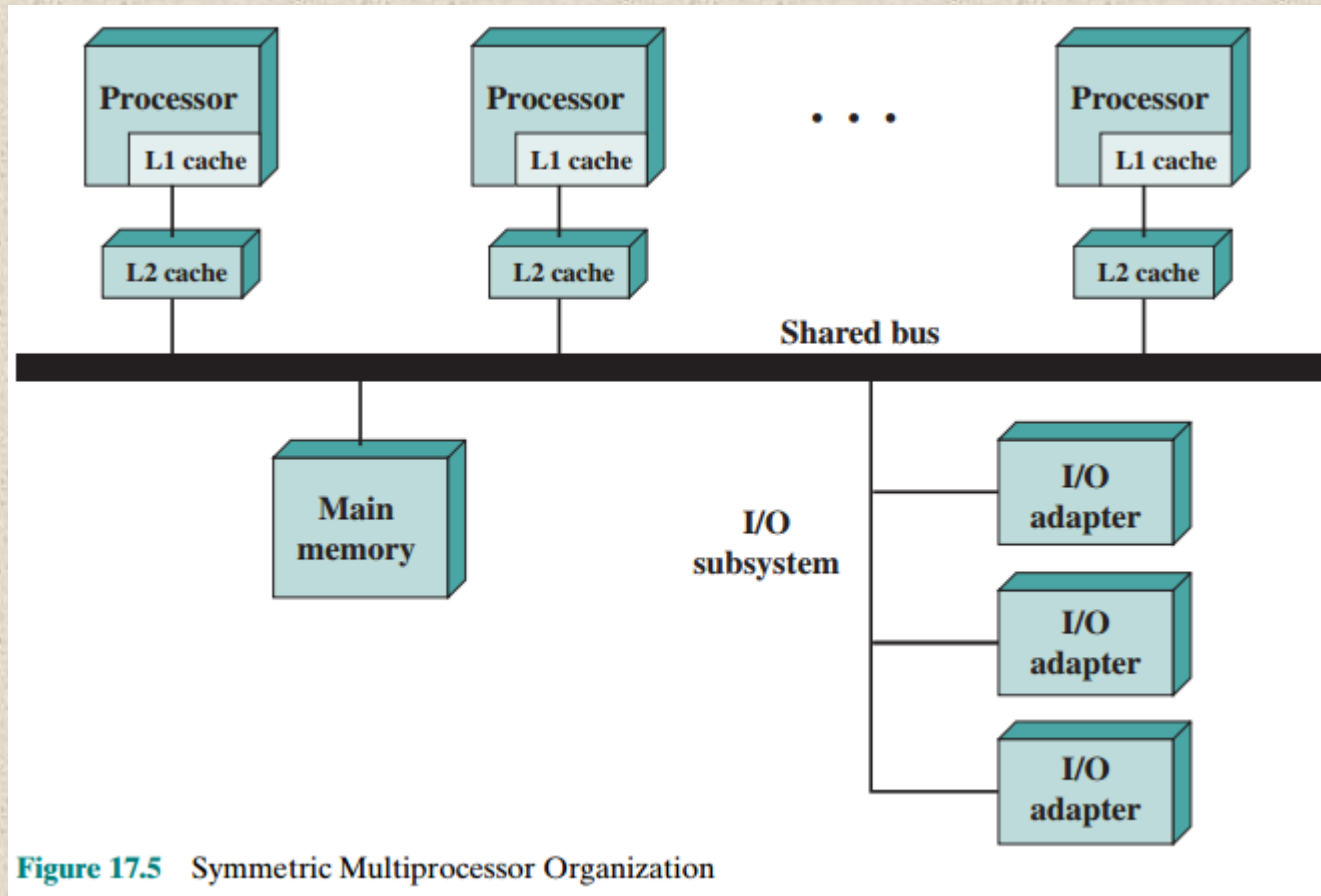 Processor
L1 cache
L2 cache
Processor
L1 cache
L2 cache
. . .
Processor
L1 cache
L2 cache
Shared bus
Main
memory
I/O
subsystem
I/O
adapter
I/O
adapter
I/O
adapter
Figure 17.5 Symmetric Multiprocessor Organization